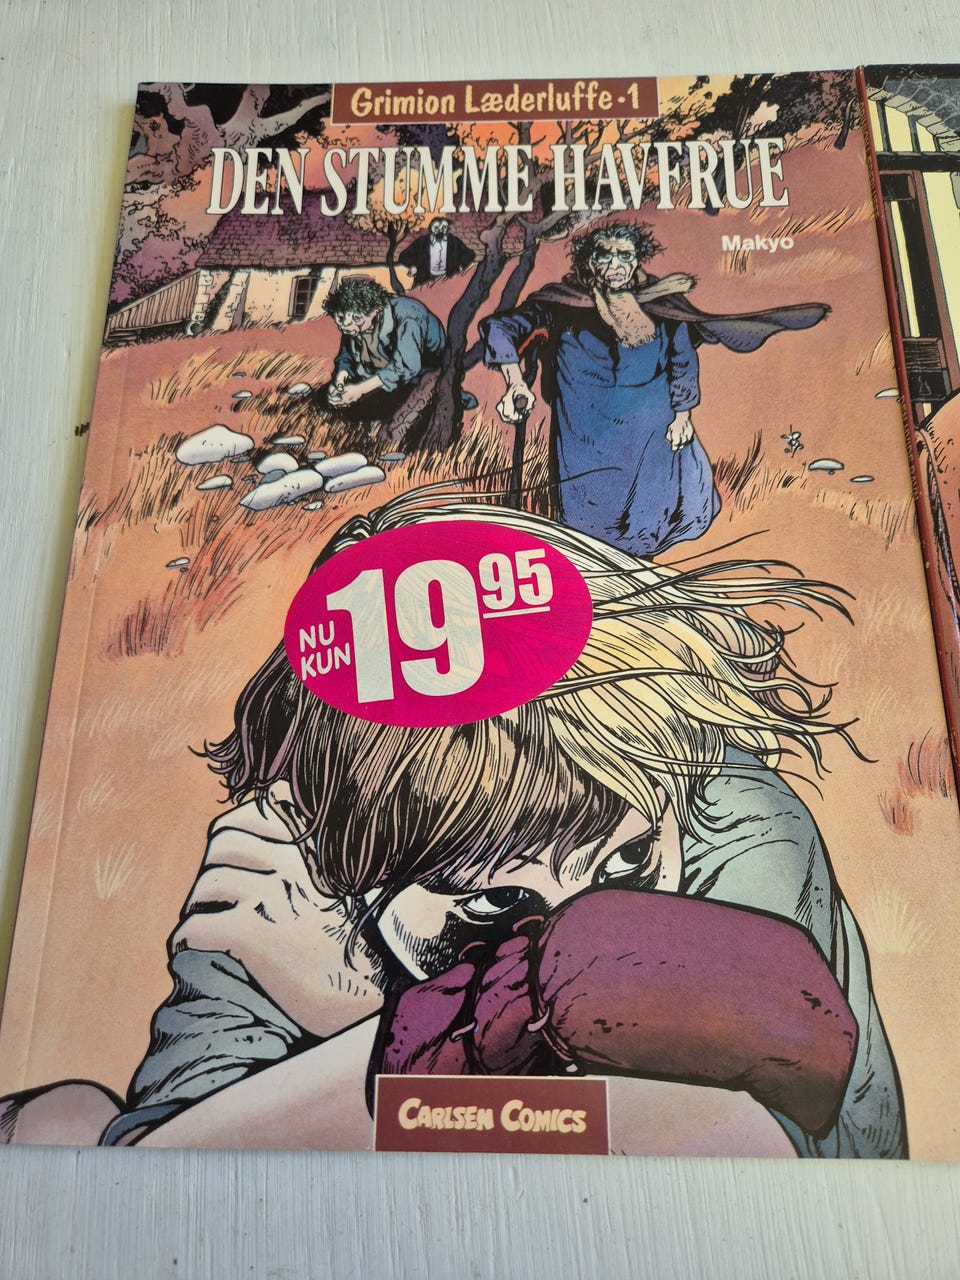 Grimion Læderluffe·1
DEN STUMME HAVFRUE
Makyo
NU
KUN
19 95
CARLSEN COMICS